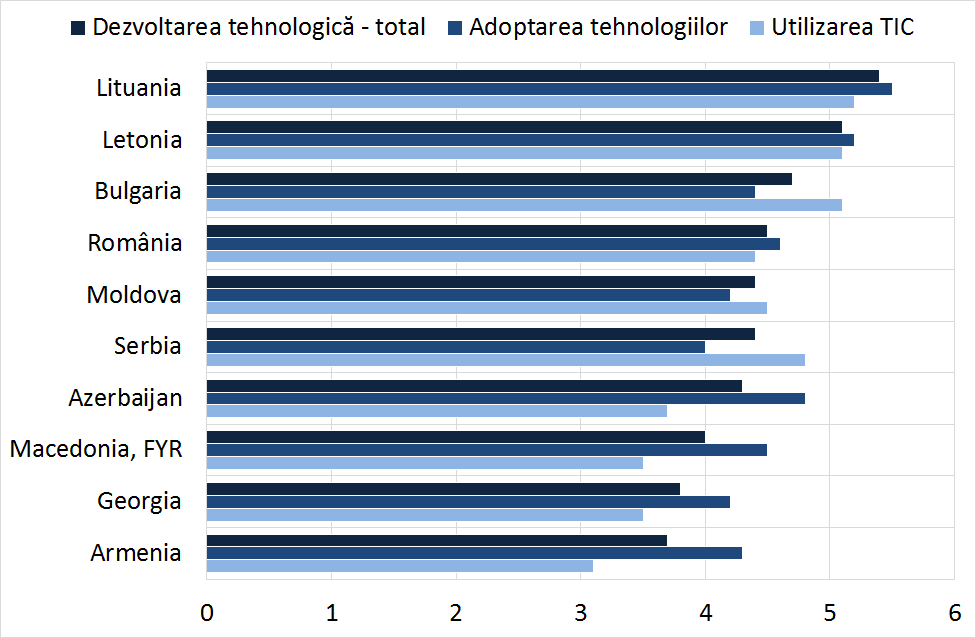 Dezvoltarea tehnologică - total Adoptarea tehnologiilor Utilizarea TIC
Lituania
Letonia
Bulgaria
România
Moldova
Serbia
Azerbaijan
Macedonia, FYR
Georgia
Armenia
0 1 2 3 4 5 6